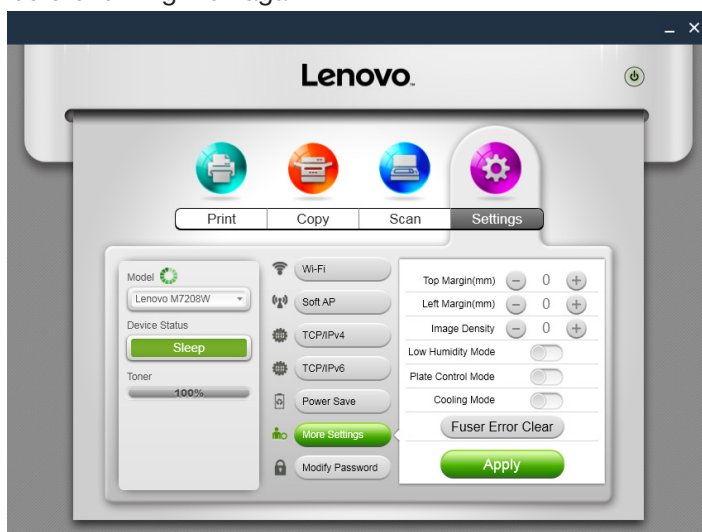 Lenovo
Print Copy Scan Settings
Model
Lenovo M7208W
Device Status
Sleep
Toner
100%
Wi-Fi
Soft AP
TCP/IPv4
TCP/IPv6
Power Save
More Settings
Modify Password
Top Margin(mm) 0
Left Margin(mm) 0
Image Density 0
Low Humidity Mode
Plate Control Mode
Cooling Mode
Fuser Error Clear
Apply